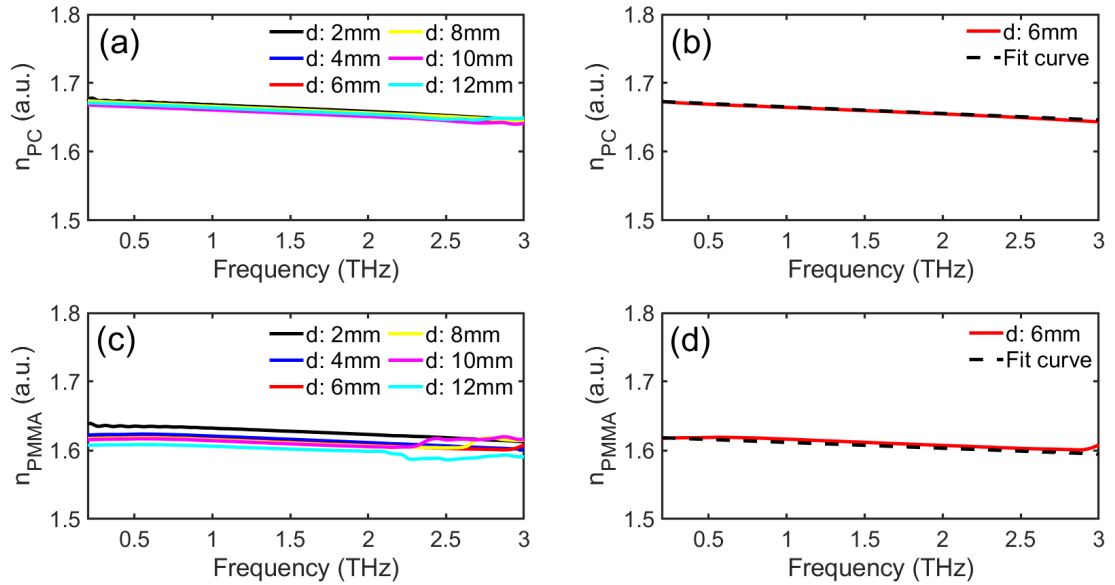 (a)
d: 2mm d: 8mm
d: 4mm d: 10mm
d: 6mm d: 12mm
1.8
1.7
1.6
1.5
n_PC (a.u.)
0.5 1 1.5 2 2.5 3
Frequency (THz)
(b)
d: 6mm
Fit curve
1.8
1.7
1.6
1.5
n_PC (a.u.)
0.5 1 1.5 2 2.5 3
Frequency (THz)
(c)
d: 2mm d: 8mm
d: 4mm d: 10mm
d: 6mm d: 12mm
1.8
1.7
1.6
1.5
n_PMMA (a.u.)
0.5 1 1.5 2 2.5 3
Frequency (THz)
(d)
d: 6mm
Fit curve
1.8
1.7
1.6
1.5
n_PMMA (a.u.)
0.5 1 1.5 2 2.5 3
Frequency (THz)